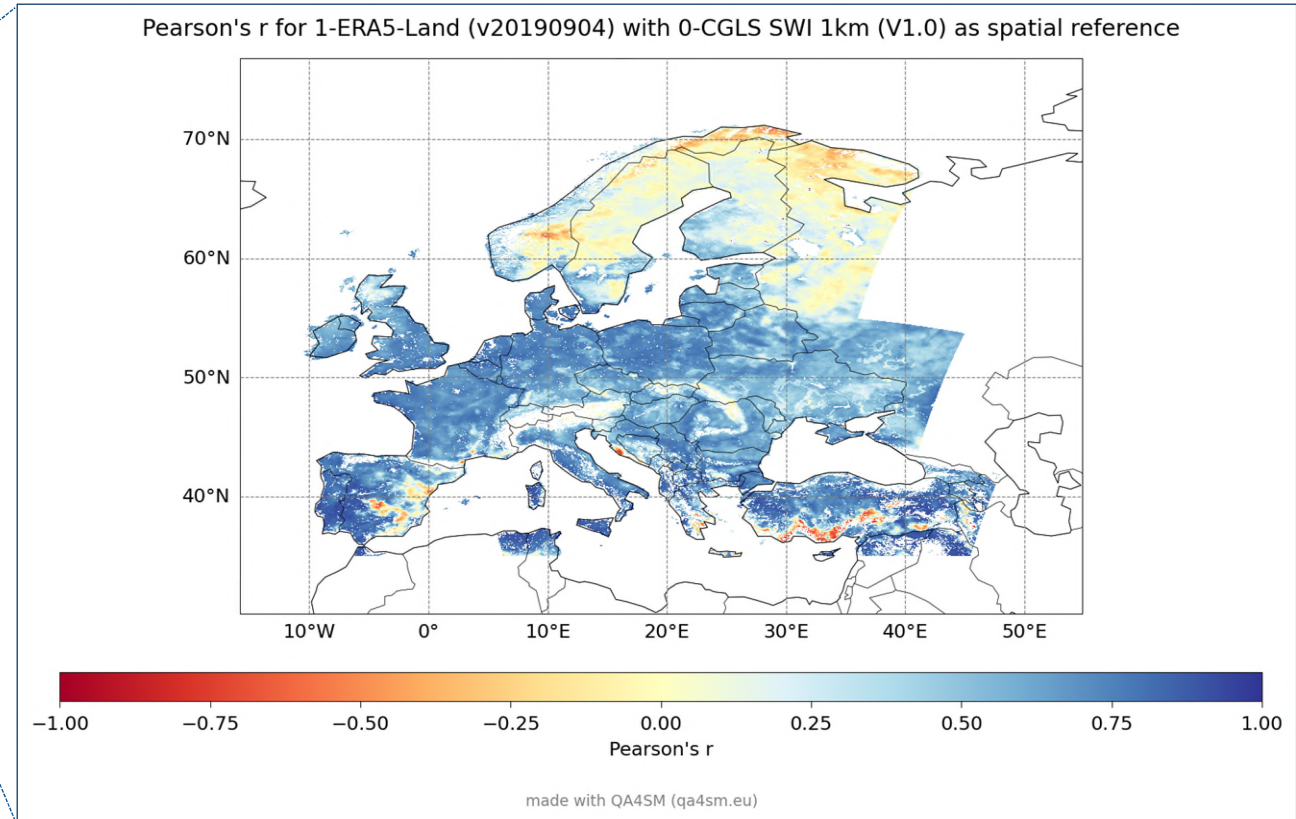 Pearson's r for 1-ERA5-Land (v20190904) with 0-CGLS SWI 1km (V1.0) as spatial reference
70°N
60°N
50°N
40°N
10°W 0° 10°E 20°E 30°E 40°E 50°E
−1.00 −0.75 −0.50 −0.25 0.00 0.25 0.50 0.75 1.00
Pearson's r
made with QA4SM (qa4sm.eu)